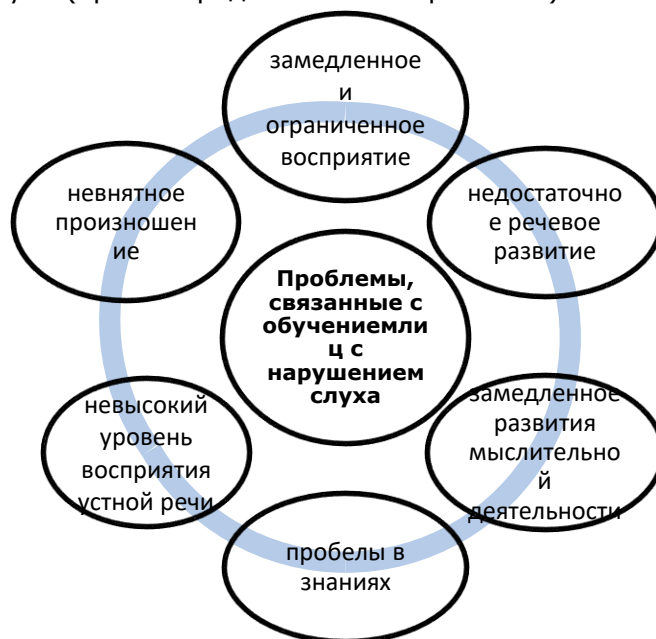 замедленное
и
ограниченное
восприятие
недостаточно
е речевое
развитие
замедленное
развития
мыслительно
й
деятельности
пробелы в
знаниях
невысокий
уровень
восприятия
устной речи
невнятное
произношен
ие
Проблемы,
связанные с
обучениемли
ц с
нарушением
слуха